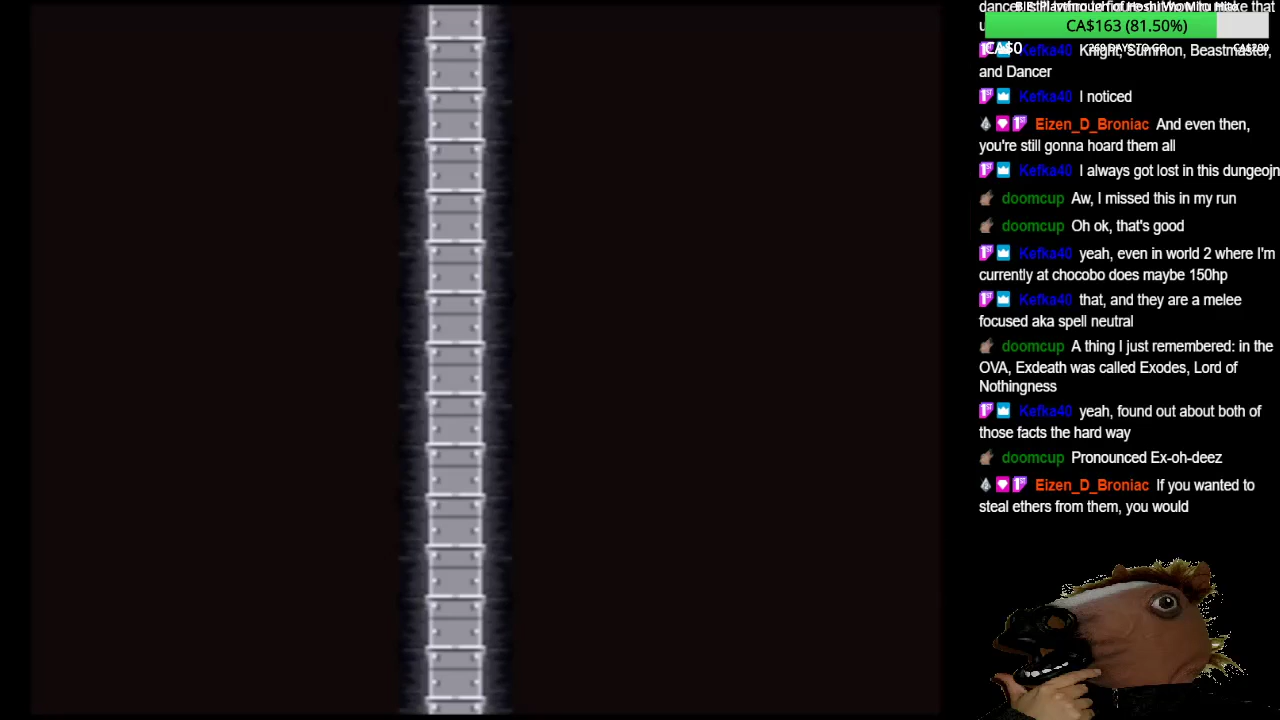 dancer
CA$163 (81.50%)
CA$0
Kefka40 Knight, Summon, Beastmaster,
and Dancer
Kefka40 I noticed
Eizen_D_Broniac And even then,
you're still gonna hoard them all
Kefka40 I always got lost in this dungeojn
doomcup Aw, I missed this in my run
doomcup Oh ok, that's good
Kefka40 yeah, even in world 2 where I'm
currently at chocobo does maybe 150hp
Kefka40 that, and they are a melee
focused aka spell neutral
doomcup A thing I just remembered: in the
OVA, Exdeath was called Exodes, Lord of
Nothingness
Kefka40 yeah, found out about both of
those facts the hard way
doomcup Pronounced Ex-oh-deez
Eizen_D_Broniac If you wanted to
steal ethers from them, you would